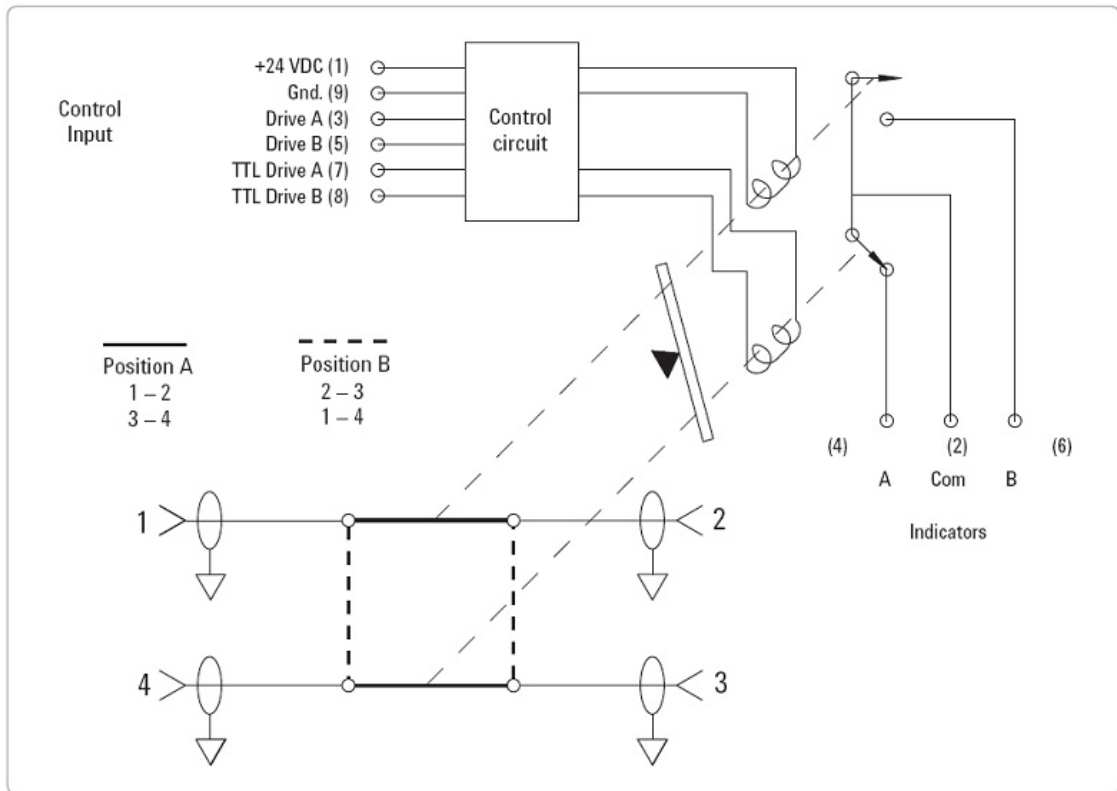 Control
Input
+24 VDC (1)
Gnd. (9)
Drive A (3)
Drive B (5)
TTL Drive A (7)
TTL Drive B (8)
Control
circuit
Position A
1 – 2
3 – 4
Position B
2 – 3
1 – 4
(4) (2) (6)
A Com B
Indicators
1 2
4 3